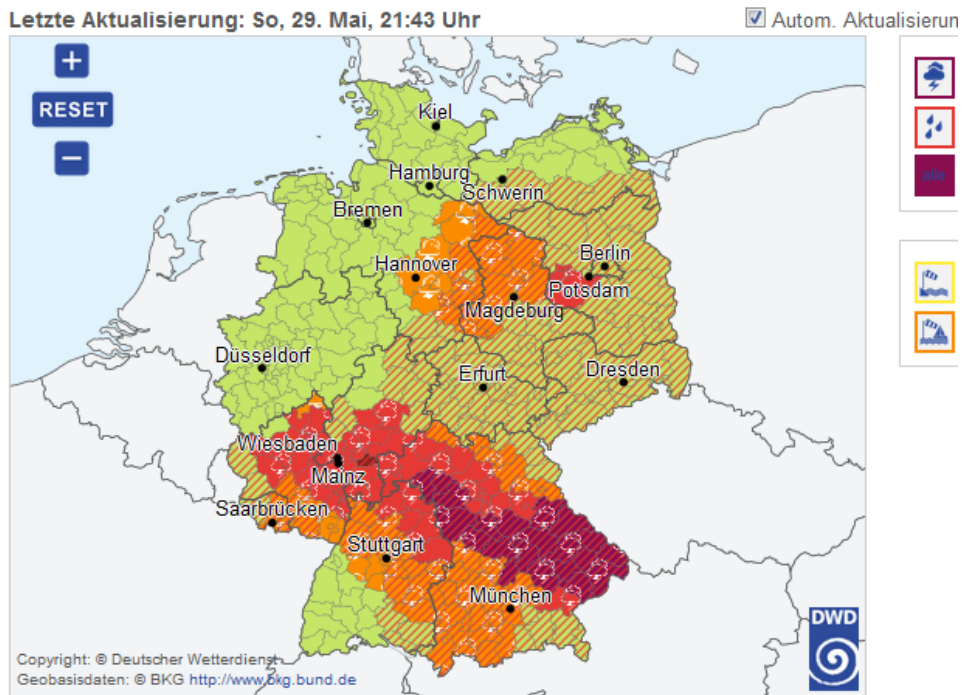 Letzte Aktualisierung: So, 29. Mai, 21:43 Uhr
Autom. Aktualisierun
+
RESET
−
Kiel
Hamburg
Schwerin
Bremen
Berlin
Hannover
Potsdam
Magdeburg
Düsseldorf
Erfurt
Dresden
Wiesbaden
Mainz
Saarbrücken
Stuttgart
München
alle
DWD
Copyright: © Deutscher Wetterdienst
Geobasisdaten: © BKG http://www.bkg.bund.de